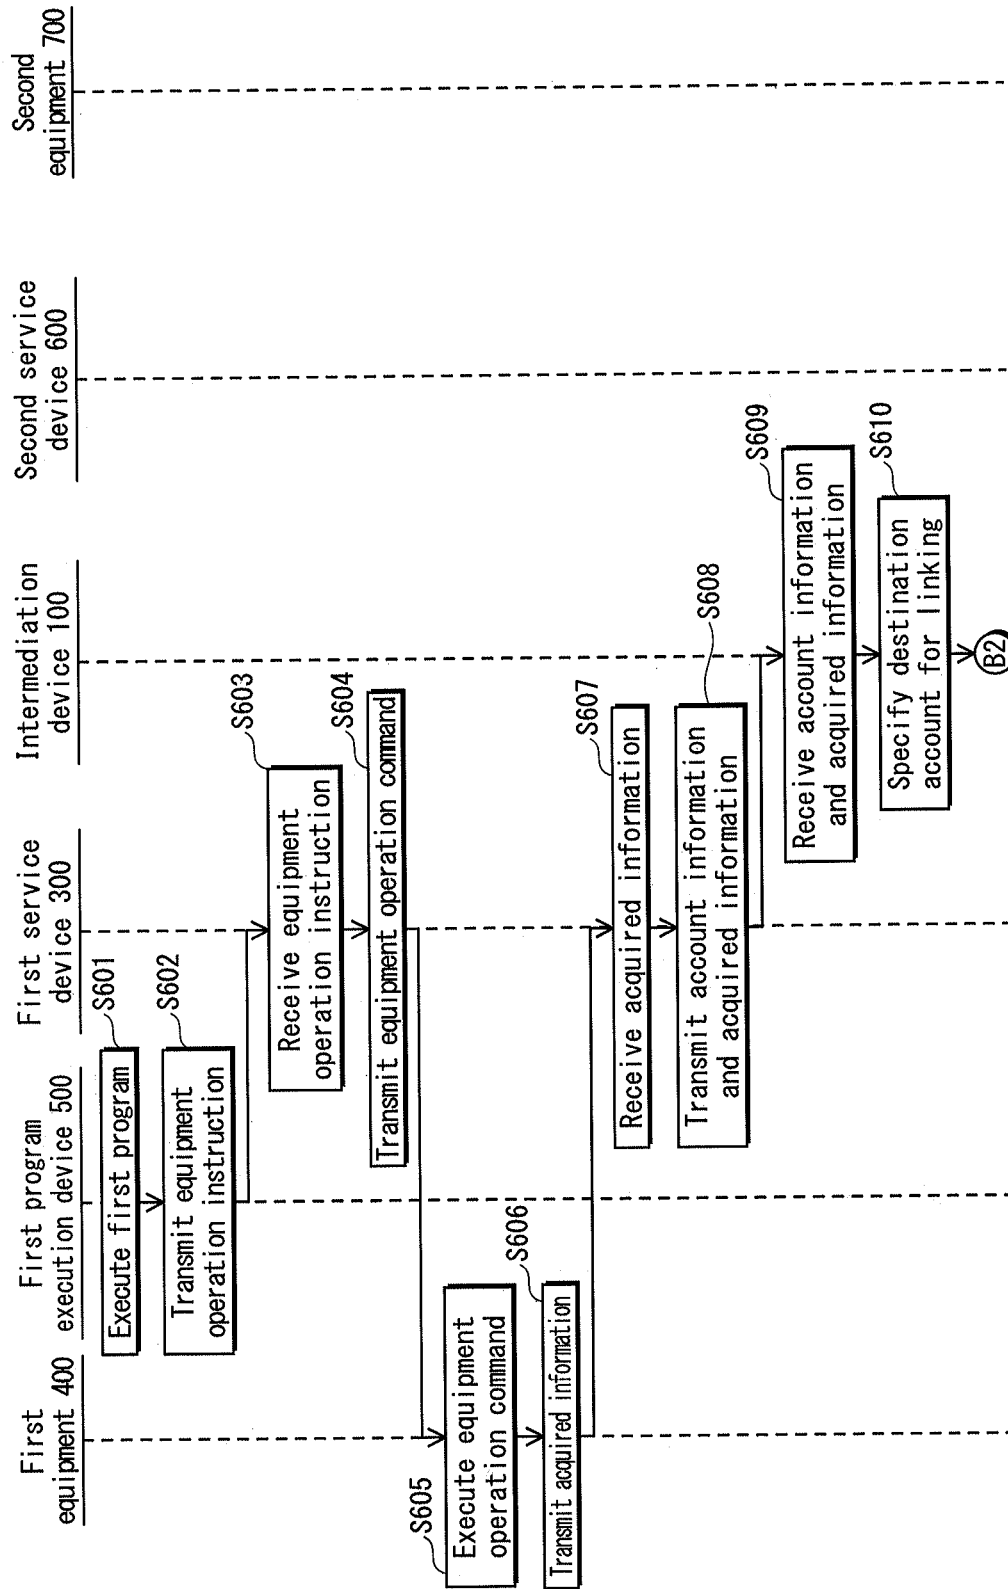 First
equipment 400
First program
execution device 500
First service
device 300
Intermediation
device 100
Second service
device 600
Second
equipment 700
S601
Execute first program
S602
Transmit equipment
operation instruction
S603
Receive equipment
operation instruction
S604
Transmit equipment operation command
S605
Execute equipment
operation command
S606
Transmit acquired information
S607
Receive acquired information
S608
Transmit account information
and acquired information
S609
Receive account information
and acquired information
S610
Specify destination
account for linking
B2